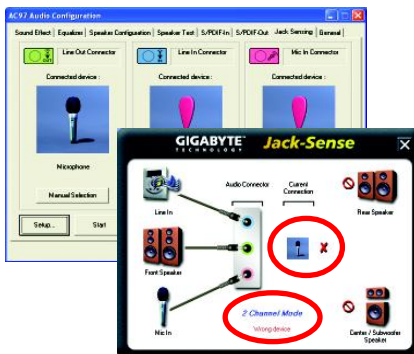 AC97 Audio Configuration
Sound Effect Equalizer Speaker Configuration Speaker Test S/PDIF-In S/PDIF-Out Jack Sensing General
Line Out Connector Line In Connector Mic In Connector
Connected device : Connected device : Connected device :
Microphone
Manual Selection
Setup... Start
GIGABYTE
TECHNOLOGY
Jack-Sense
X
Audio Connector
Current Connection
Line In
Rear Speaker
Front Speaker
2 Channel Mode
Wrong device
Mic In
Center / Subwoofer
Speaker